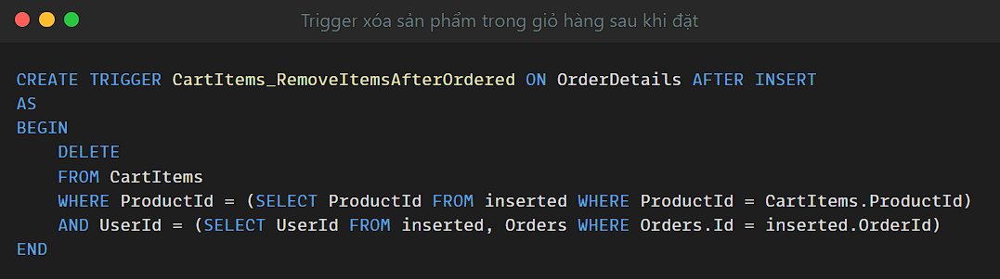 Trigger xóa sản phẩm trong giỏ hàng sau khi đặt
CREATE TRIGGER CartItems_RemoveItemsAfterOrdered ON OrderDetails AFTER INSERT
AS
BEGIN
    DELETE
    FROM CartItems
    WHERE ProductId = (SELECT ProductId FROM inserted WHERE ProductId = CartItems.ProductId)
    AND UserId = (SELECT UserId FROM inserted, Orders WHERE Orders.Id = inserted.OrderId)
END